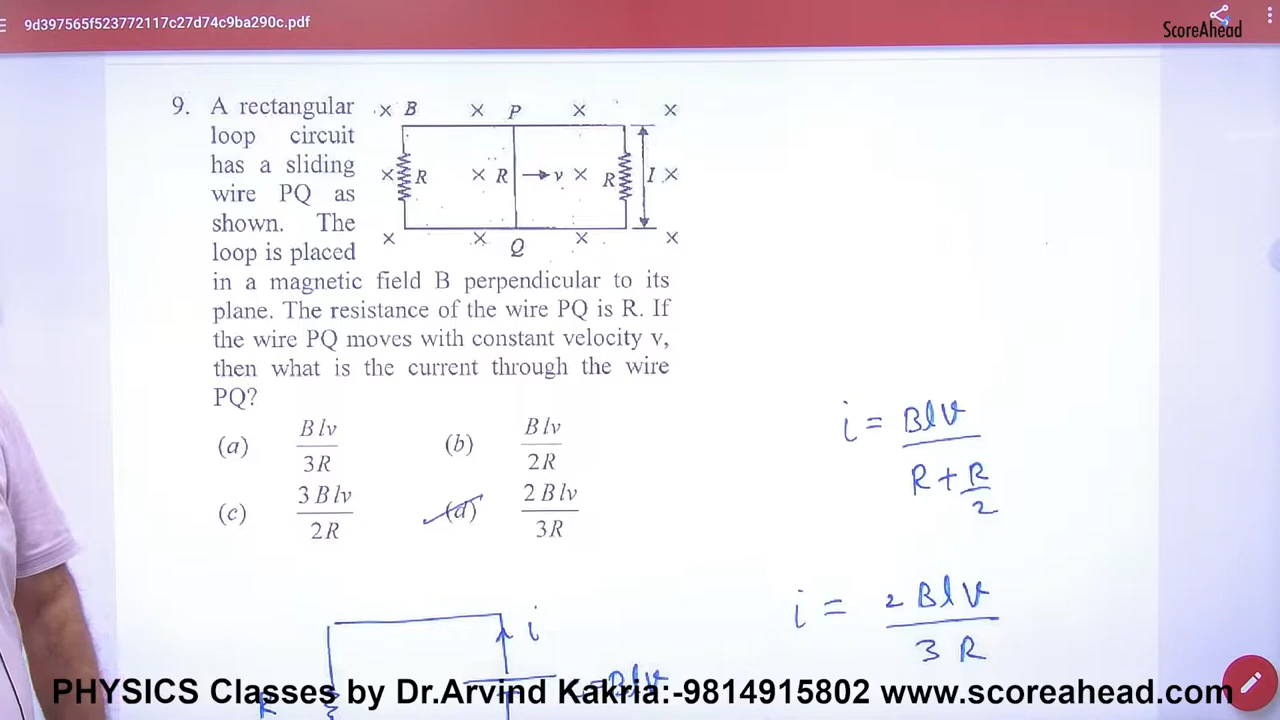 9d397565f523772117c27d74c9ba290c.pdf
ScoreAhead
9. A rectangular
loop circuit
has a sliding
wire PQ as
shown. The
loop is placed
in a magnetic field B perpendicular to its
plane. The resistance of the wire PQ is R. If
the wire PQ moves with constant velocity v,
then what is the current through the wire
PQ?
× B × P × ×
× R × R v × R l ×
× × Q × ×
(a) Blv / 3R (b) Blv / 2R
(c) 3Blv / 2R (d) 2Blv / 3R
i = Blv / R + R/2
i = 2Blv / 3R
i
= Blv
R
PHYSICS Classes by Dr.Arvind Kakria:-9814915802 www.scoreahead.com